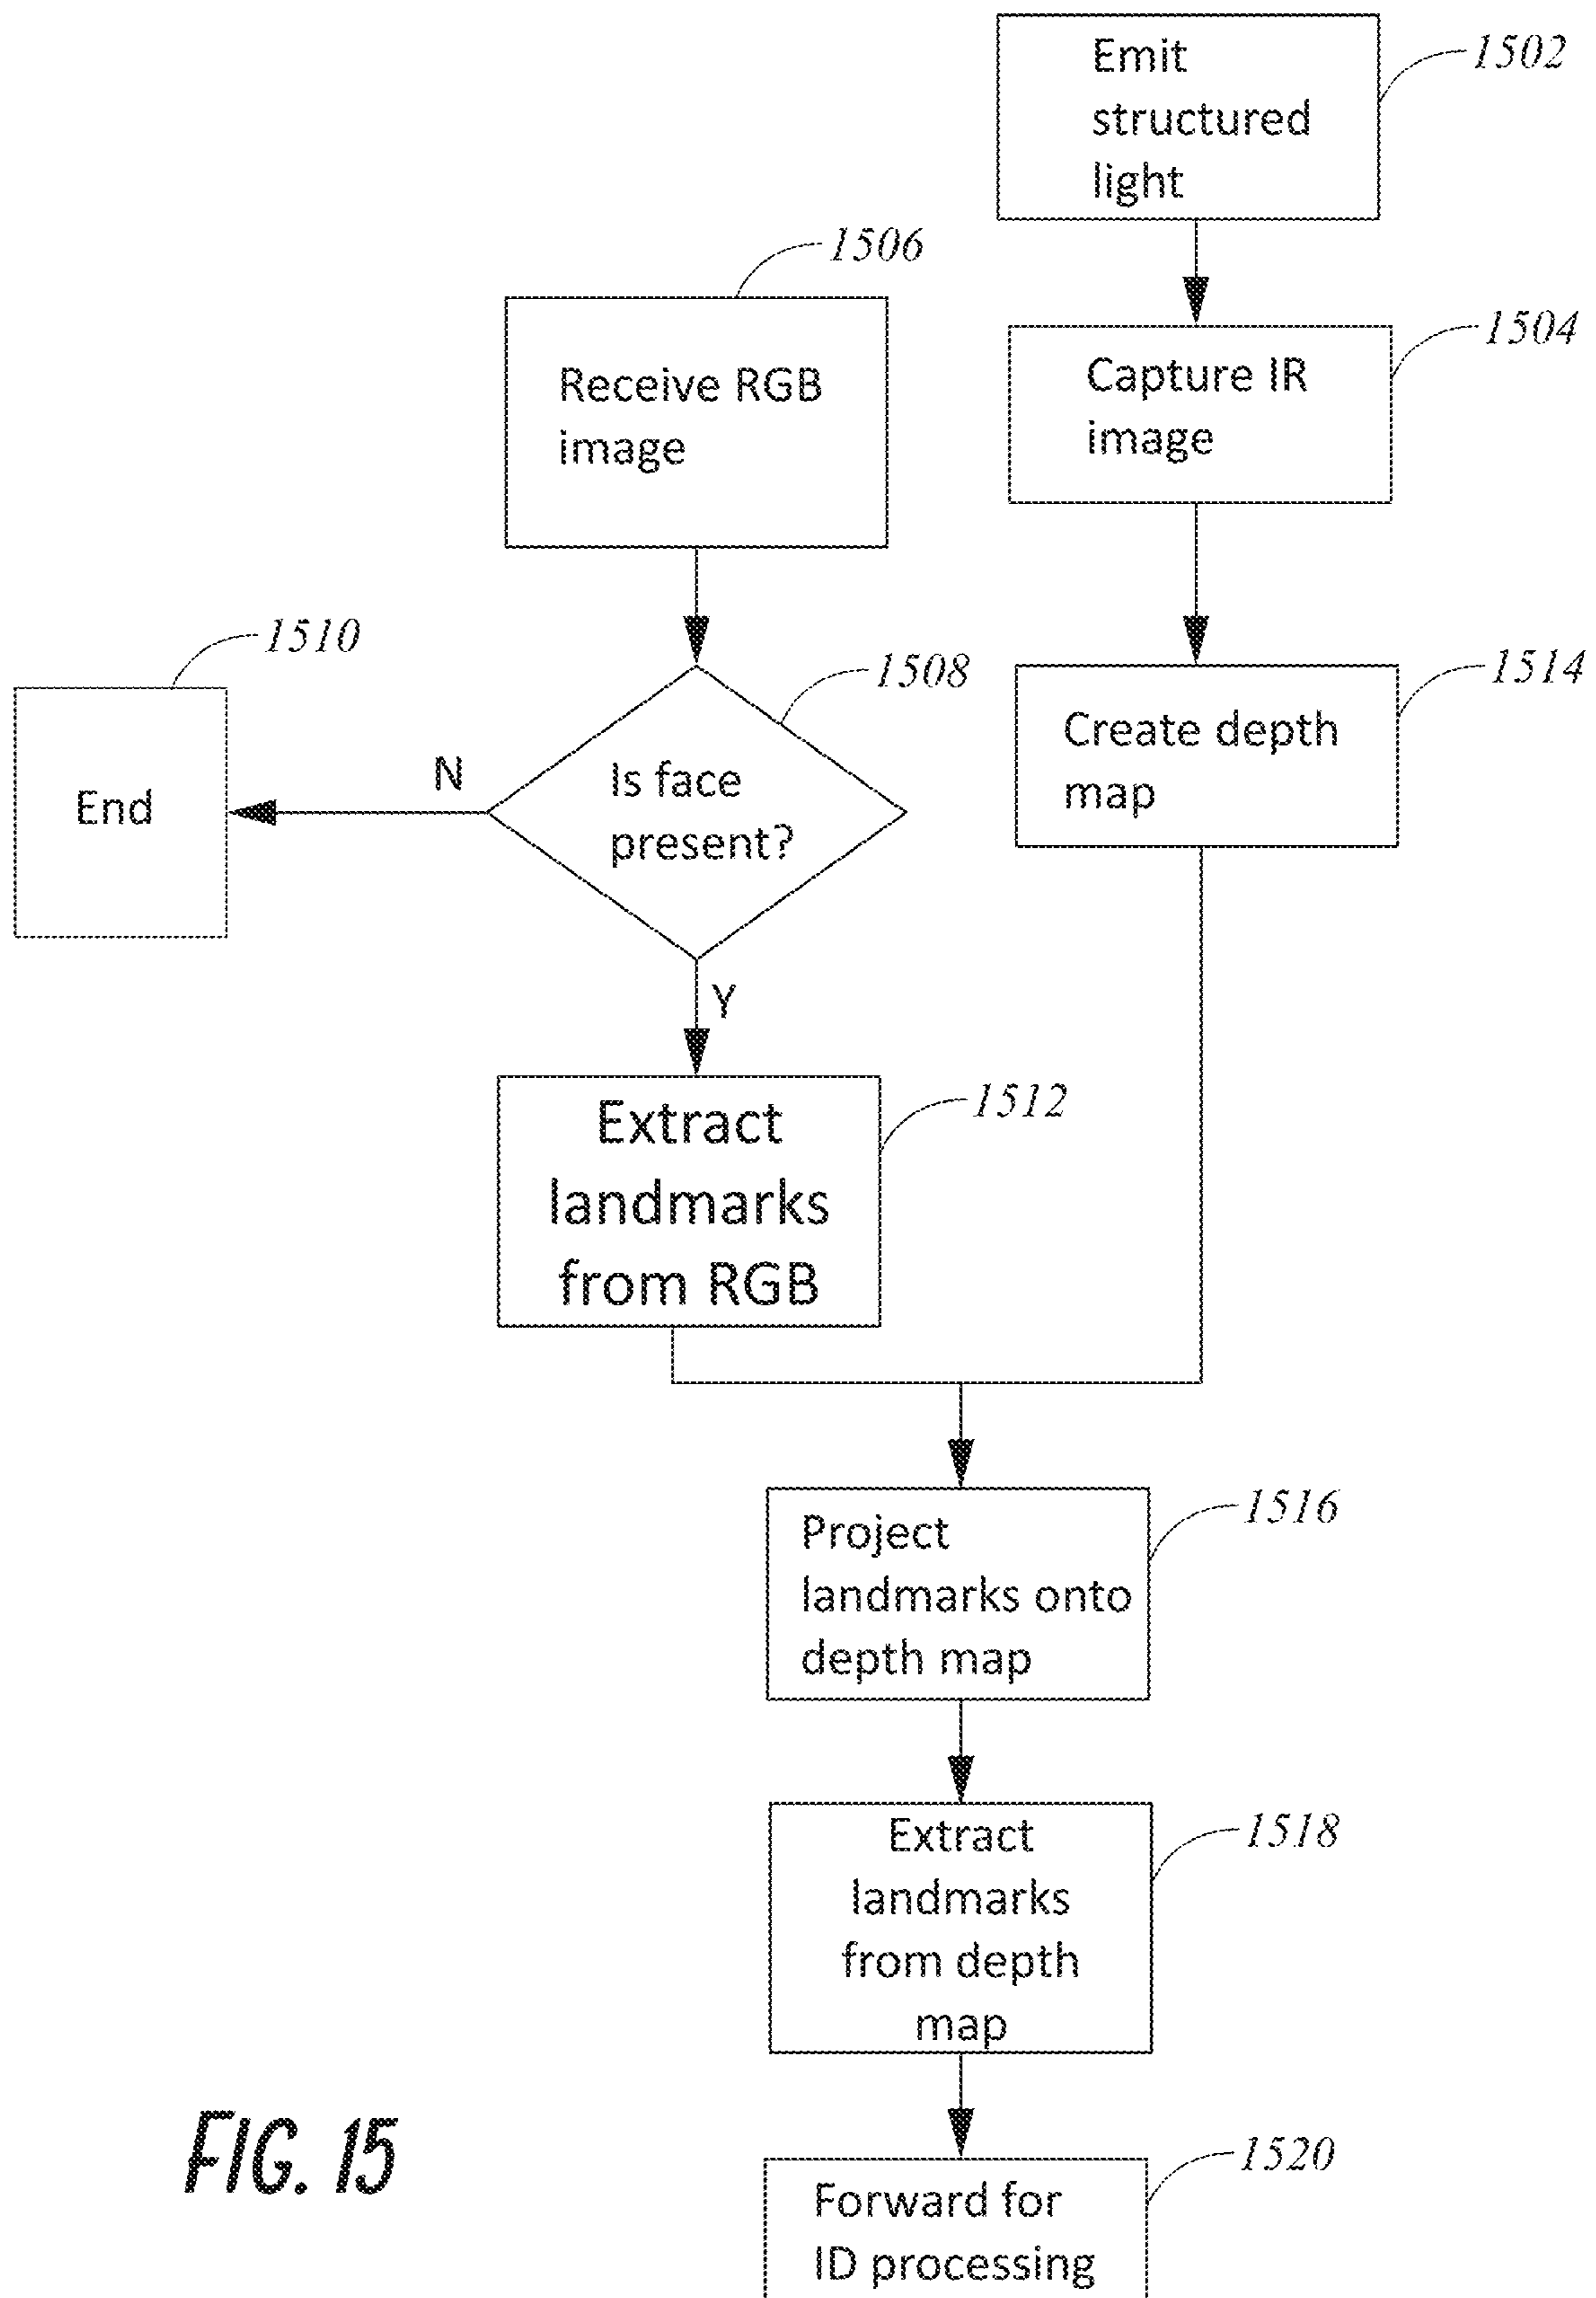 Emit
structured
light
1502
1506
Receive RGB
image
1504
Capture IR
image
1510
End
N
1508
Is face
present?
Y
1514
Create depth
map
1512
Extract
landmarks
from RGB
1516
Project
landmarks onto
depth map
1518
Extract
landmarks
from depth
map
1520
Forward for
ID processing
FIG. 15